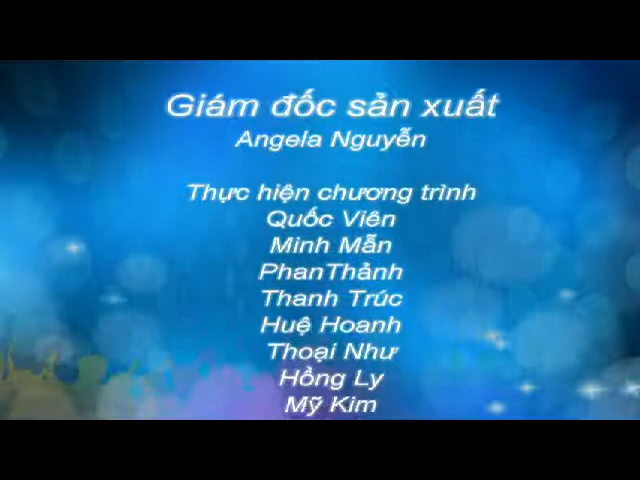 Giám đốc sản xuất
Angela Nguyễn
Thực hiện chương trình
Quốc Viên
Minh Mẫn
PhanThảnh
Thanh Trúc
Huệ Hoanh
Thoại Như
Hồng Ly
Mỹ Kim